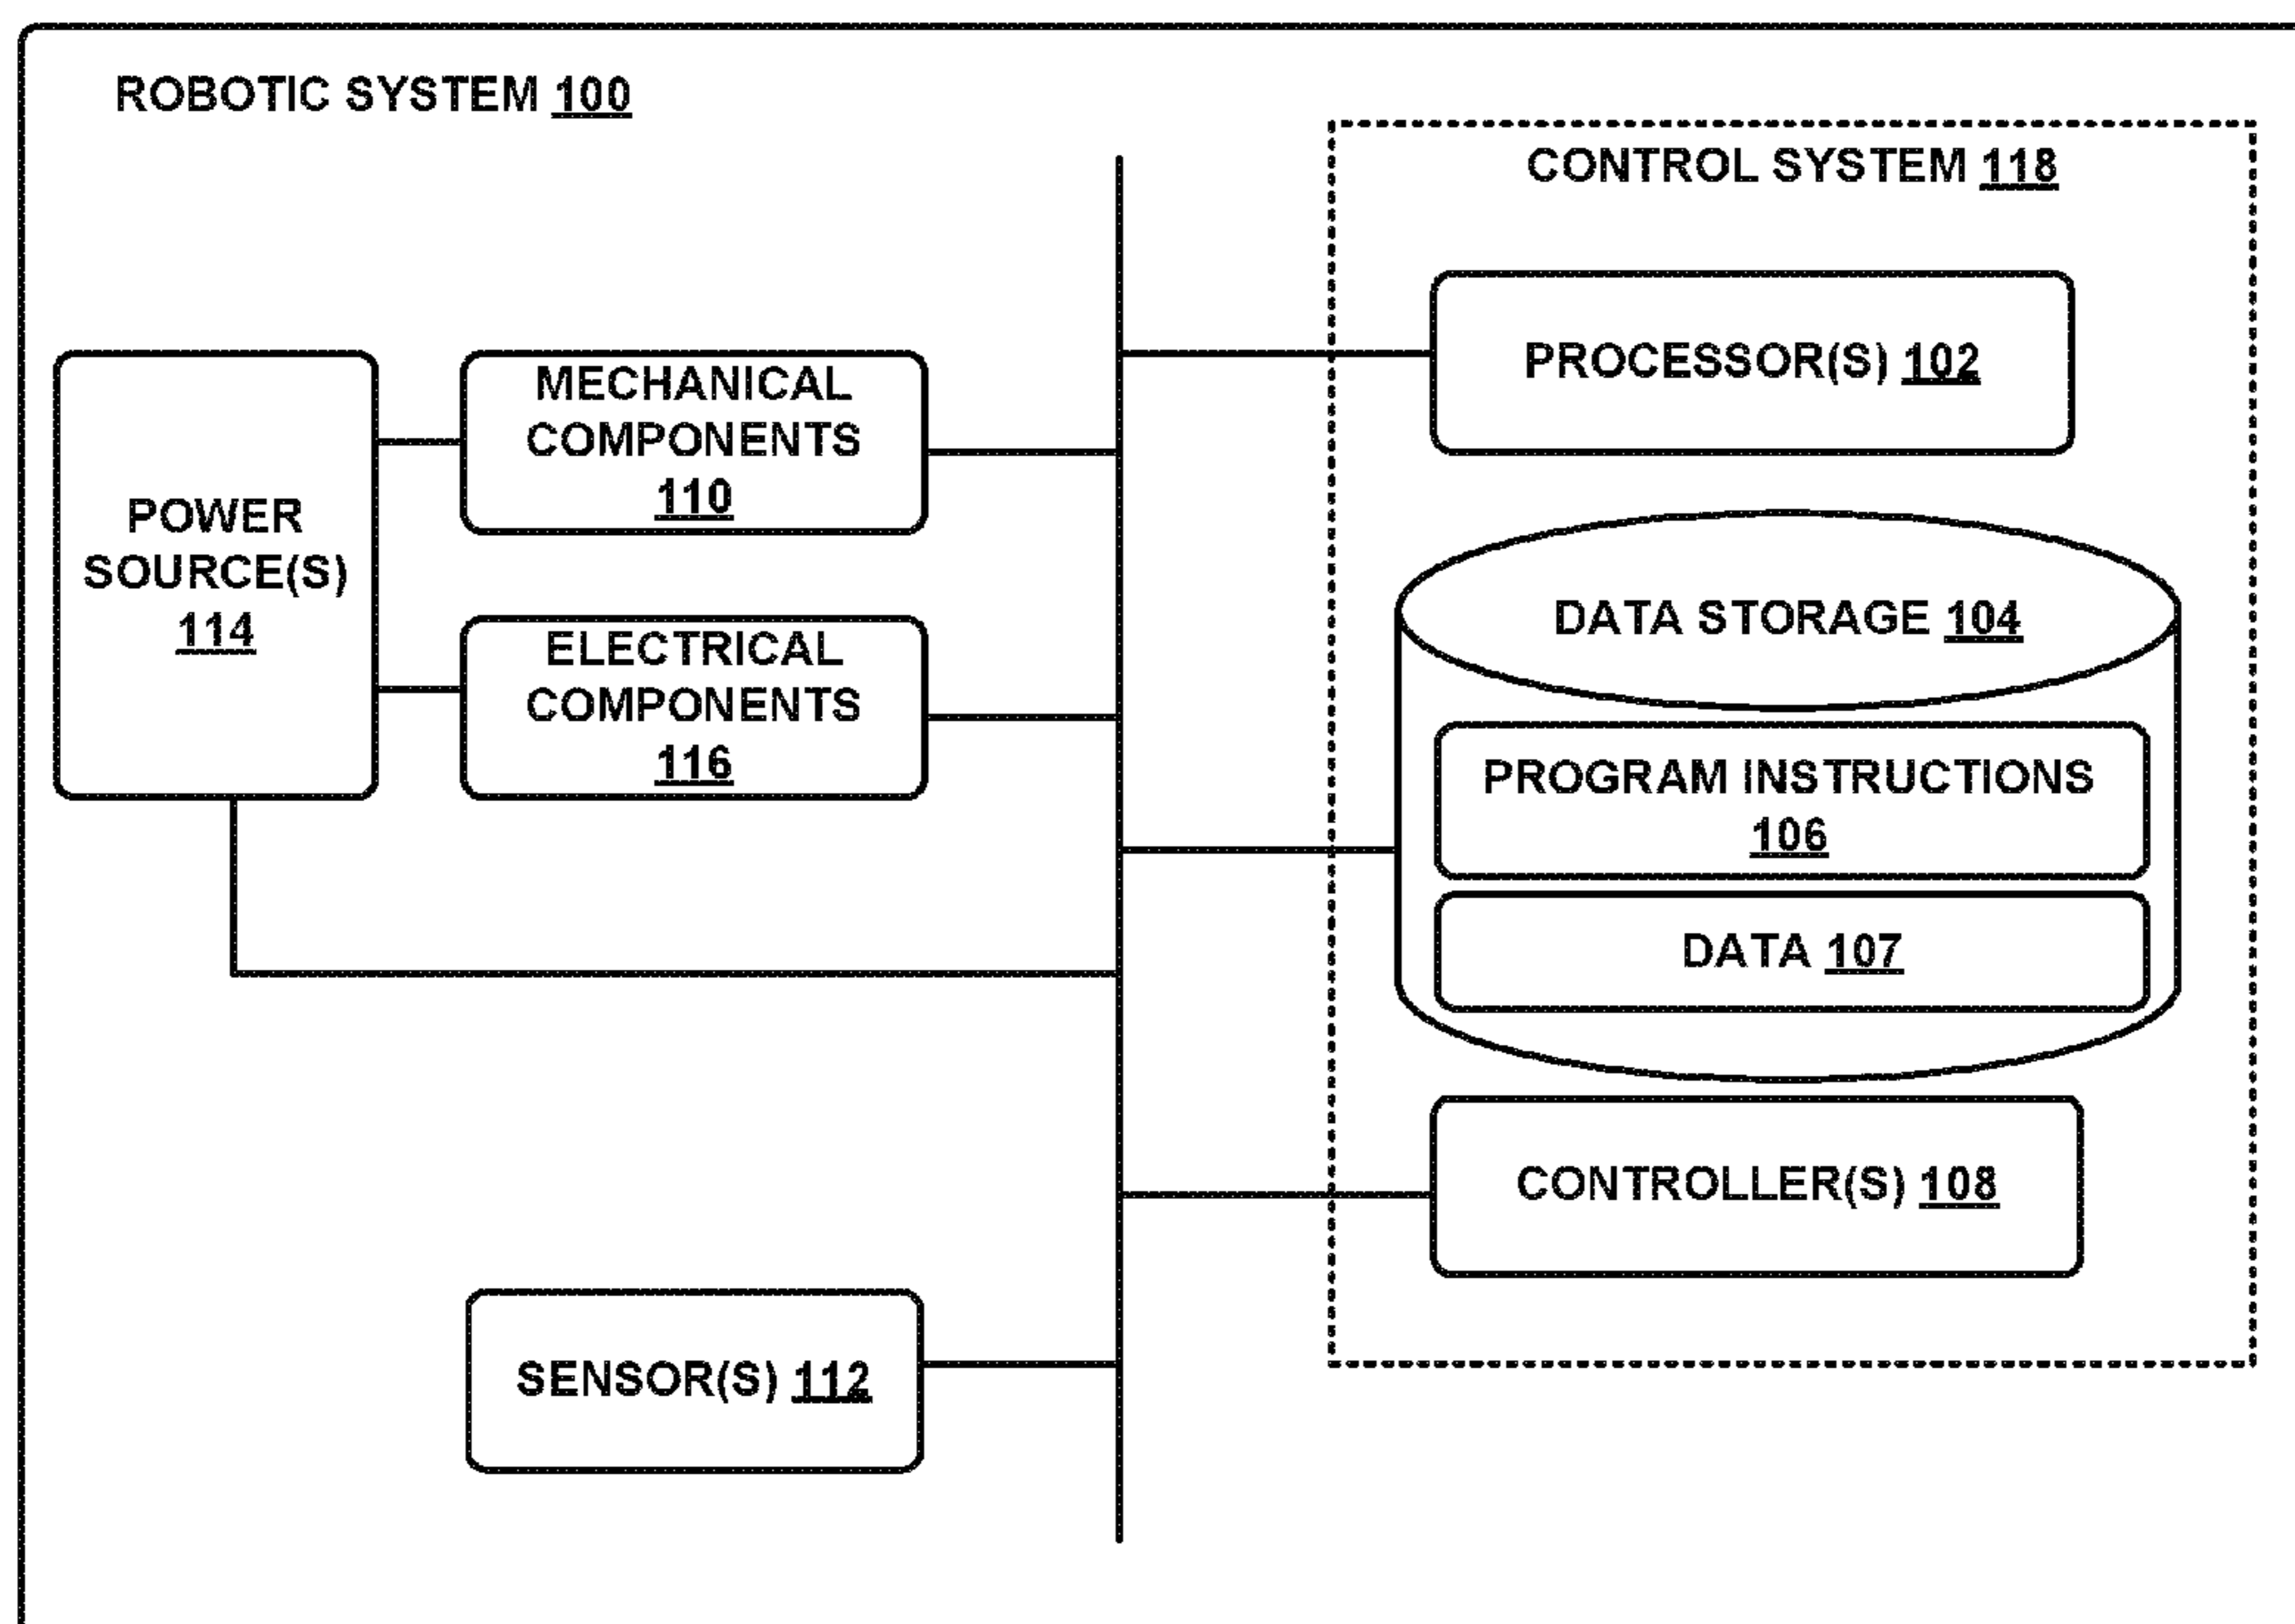 ROBOTIC SYSTEM 100
CONTROL SYSTEM 118
PROCESSOR(S) 102
MECHANICAL
COMPONENTS
110
POWER
SOURCE(S)
114
ELECTRICAL
COMPONENTS
116
DATA STORAGE 104
PROGRAM INSTRUCTIONS
106
DATA 107
CONTROLLER(S) 108
SENSOR(S) 112